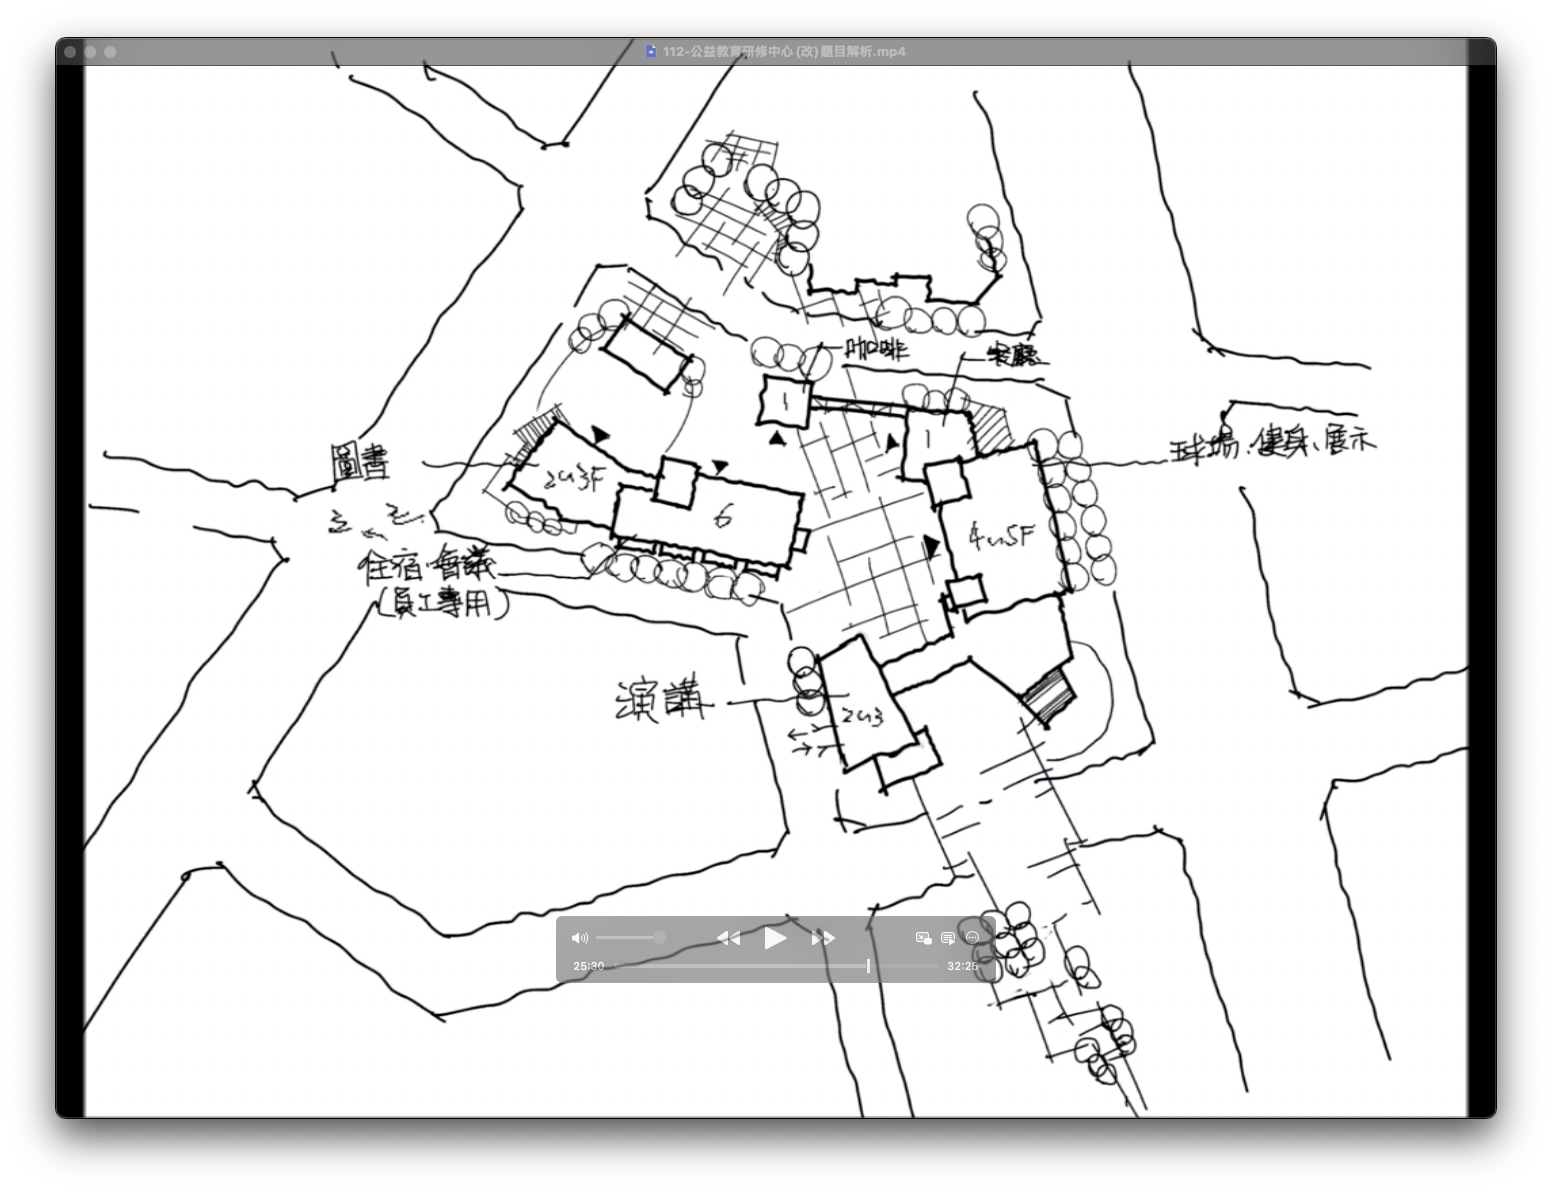 112-公益教育研修中心 (改) 題目解析.mp4
咖啡
餐廳
1
1
圖書
球場、健身、展示
2~3F
6
4~5F
住宿、會議
(員工專用)
演講
2~3
25:30
32:25